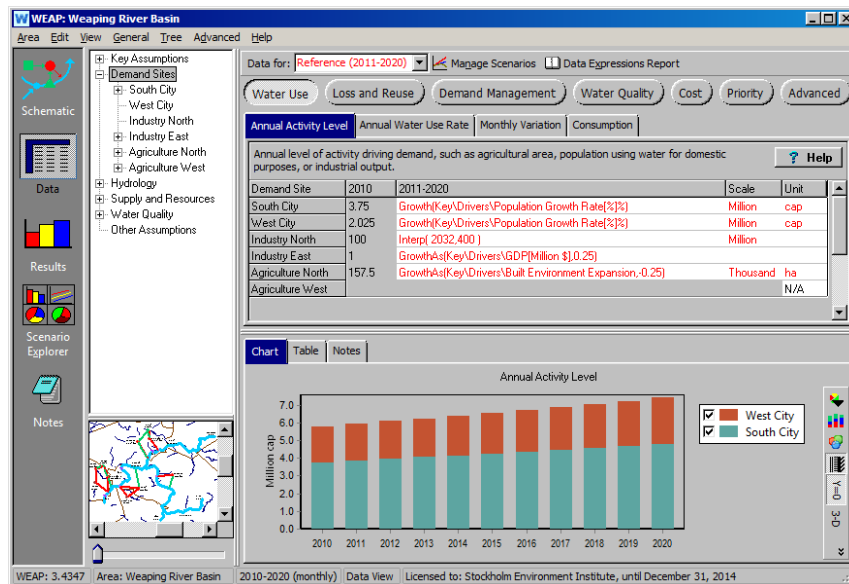 WEAP: Weaping River Basin
Area Edit View General Tree Advanced Help
Schematic
Data
Results
Scenario
Explorer
Notes
Key Assumptions
Demand Sites
South City
West City
Industry North
Industry East
Agriculture North
Agriculture West
Hydrology
Supply and Resources
Water Quality
Other Assumptions
Data for: Reference (2011-2020) Manage Scenarios Data Expressions Report
Water Use Loss and Reuse Demand Management Water Quality Cost Priority Advanced
Annual Activity Level Annual Water Use Rate Monthly Variation Consumption
Annual level of activity driving demand, such as agricultural area, population using water for domestic
purposes, or industrial output.
? Help
Demand Site 2010 2011-2020 Scale Unit
South City 3.75 Growth(Key\Drivers\Population Growth Rate[%]%) Million cap
West City 2.025 Growth(Key\Drivers\Population Growth Rate[%]%) Million cap
Industry North 100 Interp( 2032,400 ) Million
Industry East 1 GrowthAs(Key\Drivers\GDP[Million $],0.25)
Agriculture North 157.5 GrowthAs(Key\Drivers\Built Environment Expansion,-0.25) Thousand ha
Agriculture West N/A
Chart Table Notes
Annual Activity Level
Million cap
7.0
6.0
5.0
4.0
3.0
2.0
1.0
0.0
2010 2011 2012 2013 2014 2015 2016 2017 2018 2019 2020
West City
South City
Y=0
3-D
WEAP: 3.4347 Area: Weaping River Basin 2010-2020 (monthly) Data View Licensed to: Stockholm Environment Institute, until December 31, 2014